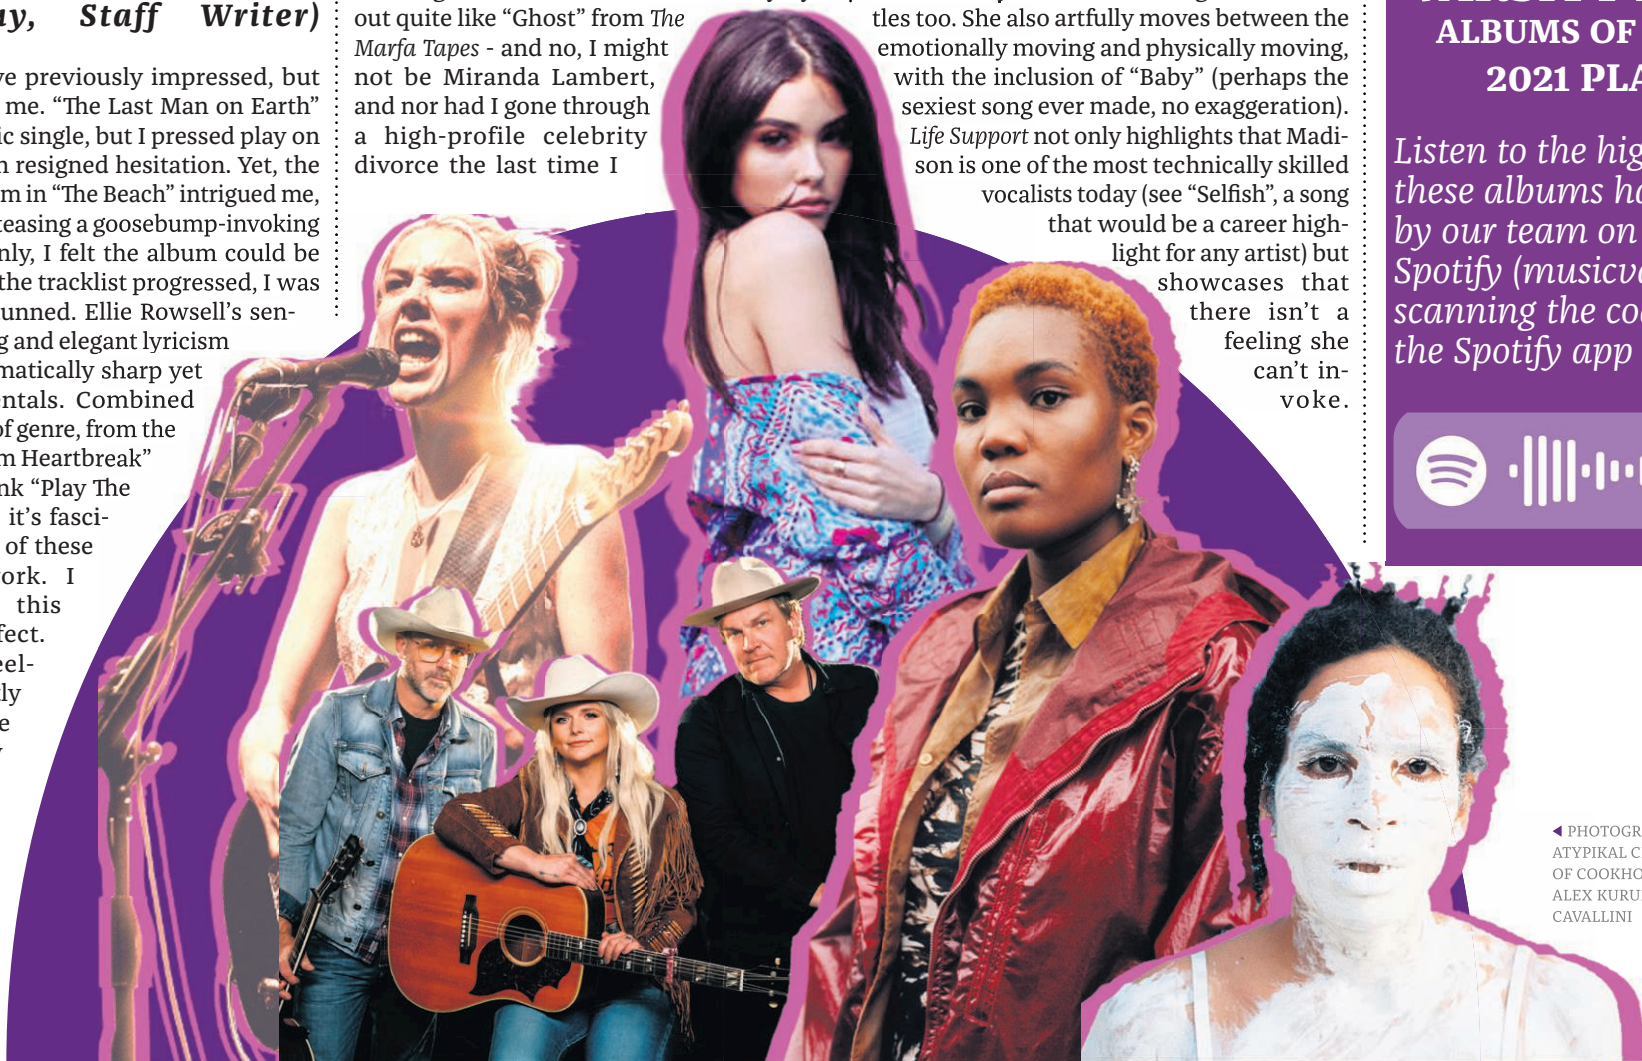 ay, Staff Writer)
ve previously impressed, but
me. “The Last Man on Earth”
ic single, but I pressed play on
h resigned hesitation. Yet, the
m in “The Beach” intrigued me,
teasing a goosebump-invoking
nly, I felt the album could be
the tracklist progressed, I was
unned. Ellie Rowsell’s sen-
g and elegant lyricism
matically sharp yet
entals. Combined
of genre, from the
m Heartbreak”
nk “Play The
it’s fasci-
of these
work. I
this
fect.
eel-
ly
e
out quite like “Ghost” from The
Marfa Tapes - and no, I might
not be Miranda Lambert,
and nor had I gone through
a high-profile celebrity
divorce the last time I
tles too. She also artfully moves between the
emotionally moving and physically moving,
with the inclusion of “Baby” (perhaps the
sexiest song ever made, no exaggeration).
Life Support not only highlights that Madi-
son is one of the most technically skilled
vocalists today (see “Selfish”, a song
that would be a career high-
light for any artist) but
showcases that
there isn’t a
feeling she
can’t in-
voke.
ALBUMS OF
2021 PLA
Listen to the hig
these albums ha
by our team on
Spotify (musicva
scanning the co
the Spotify app
◀ PHOTOGR
ATYPIKAL C
OF COOKHO
ALEX KURU
CAVALLINI